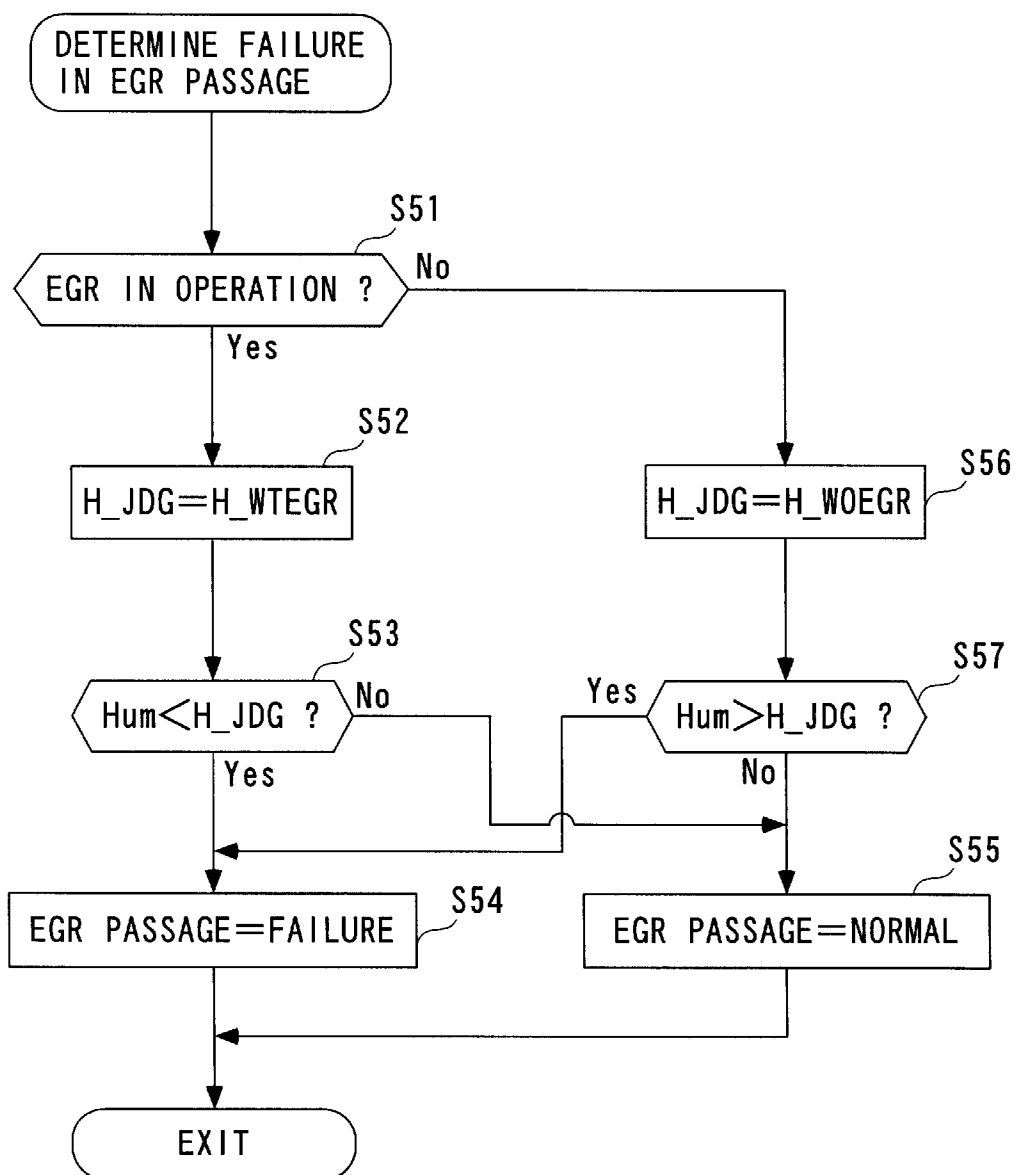 DETERMINE FAILURE
IN EGR PASSAGE
S51
EGR IN OPERATION ?
No
Yes
S52
H_JDG=H_WTEGR
S56
H_JDG=H_WOEGR
S53
Hum<H_JDG ?
No
Yes
S57
Yes
Hum>H_JDG ?
No
S54
EGR PASSAGE=FAILURE
S55
EGR PASSAGE=NORMAL
EXIT